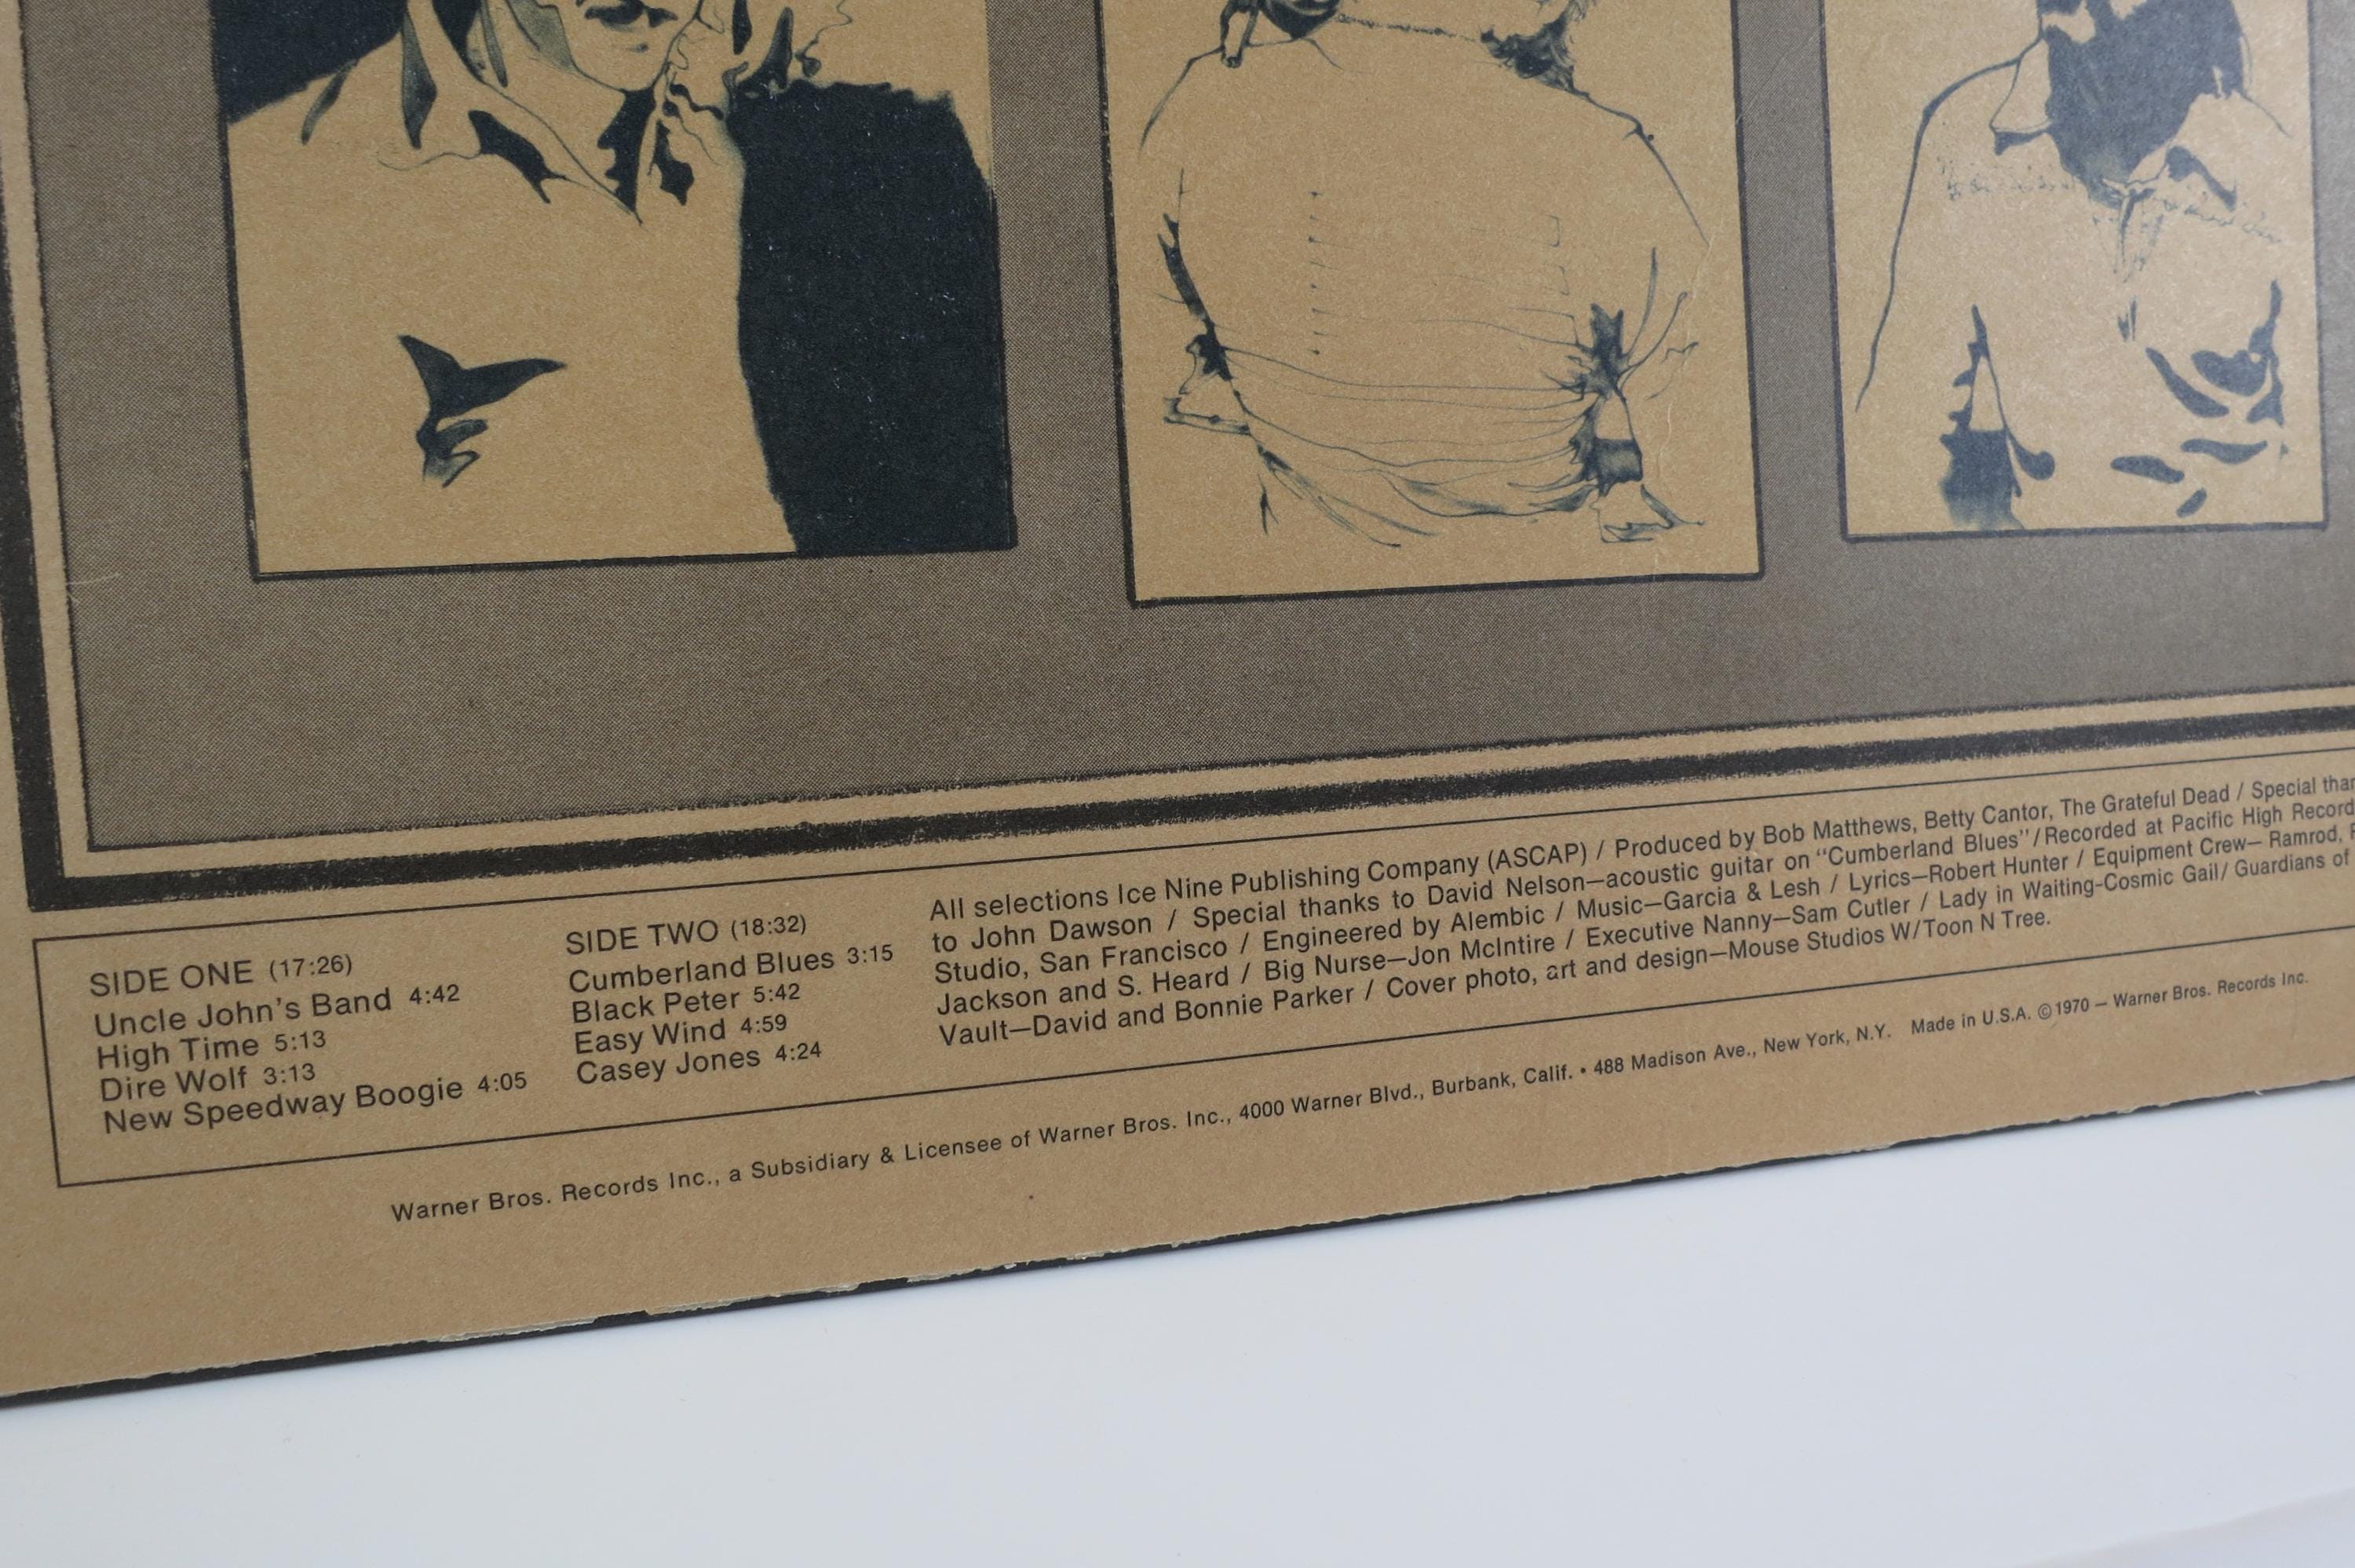 SIDE ONE (17:26)
Uncle John's Band 4:42
High Time 5:13
Dire Wolf 3:13
New Speedway Boogie 4:05
SIDE TWO (18:32)
Cumberland Blues 3:15
Black Peter 5:42
Easy Wind 4:59
Casey Jones 4:24
All selections Ice Nine Publishing Company (ASCAP) / Produced by Bob Matthews, Betty Cantor, The Grateful Dead / Special
to John Dawson / Special thanks to David Nelson—acoustic guitar on "Cumberland Blues"/Recorded at Pacific High
Studio, San Francisco / Engineered by Alembic / Music—Garcia & Lesh / Lyrics—Robert Hunter / Equipment Crew— Ramrod,
Jackson and S. Heard / Big Nurse—Jon McIntire / Executive Nanny—Sam Cutler / Lady in Waiting-Cosmic Gail/ Guardians of
Vault—David and Bonnie Parker / Cover photo, art and design—Mouse Studios W/Toon N Tree.
Warner Bros. Records Inc., a Subsidiary & Licensee of Warner Bros. Inc., 4000 Warner Blvd., Burbank, Calif. • 488 Madison Ave., New York, N.Y. Made in U.S.A. ©1970 — Warner Bros. Records Inc.